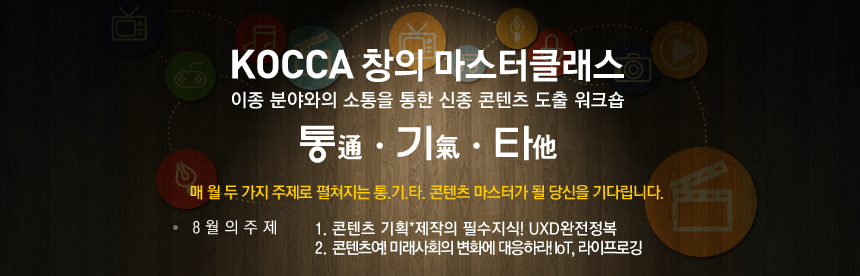 KOCCA 창의 마스터클래스
이종 분야와의 소통을 통한 신종 콘텐츠 도출 워크숍
통通 · 기氣 · 타他
매 월 두 가지 주제로 펼쳐지는 통.기.타. 콘텐츠 마스터가 될 당신을 기다립니다.
• 8월의주제 1. 콘텐츠 기획*제작의 필수지식! UXD완전정복
2. 콘텐츠여! 미래사회의 변화에 대응하라! IoT, 라이프로깅